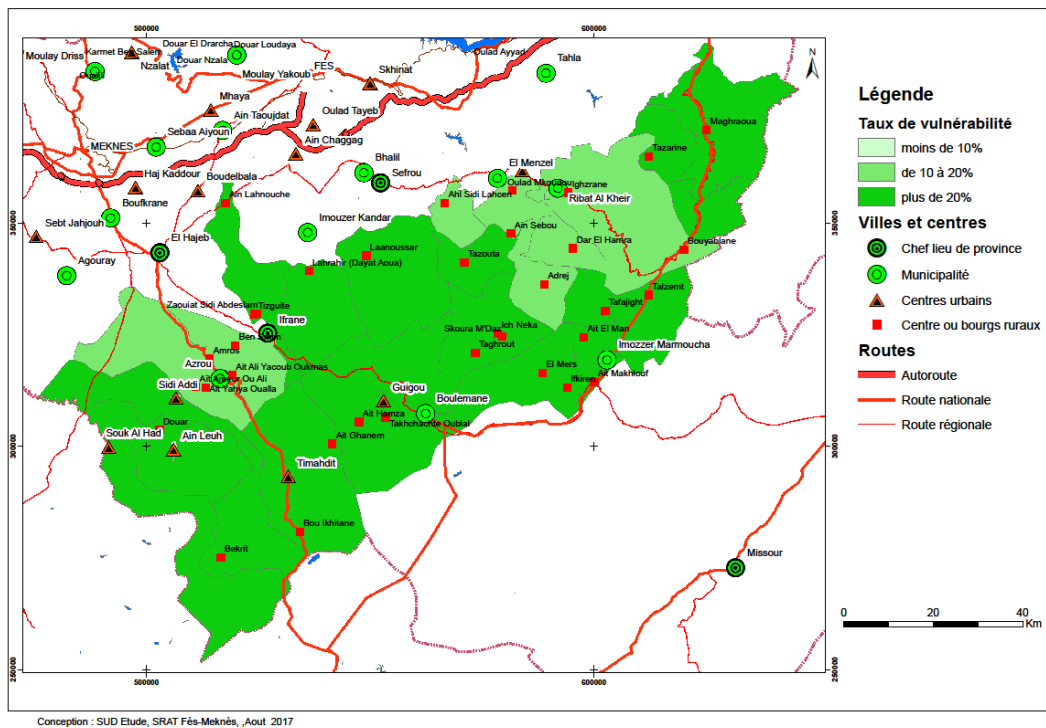 500000
600000
Douar El Drarcha
Douar Loudaya
Karmet Ben Salem
Moulay Driss
Nzalat
Douar Nzala
Oualili
Moulay Yakoub
FES
Oulad Ayyad
Tahla
Skhinat
N
Mhaya
Oulad Tayeb
Ain Taoujdat
Sebaa Aiyoun
MEKNES
Ain Chaggag
Maghraoua
Tazarine
Bhalil
Sefrou
El Menzel
Haj Kaddour
Boudelbala
Boufkrane
Ain Lahnouche
Oulad Mkoudou
Ighzrane
Ribat Al Kheir
Ahl Sidi Lahcen
350000
350000
Sebt Jahjouh
Imouzer Kandar
Ain Sebou
El Hajeb
Laanoussar
Dar El Hamra
Bouyablane
Agouray
Lahrahir (Dayat Aoua)
Tazouta
Adrej
Talzemt
Zaouiat Sidi Abdeslam
Tizguite
Tafajight
Ifrane
Skoura M'Daz
Ich Neka
Ait El Man
Ben Smim
Amros
Taghrout
Imozzer Marmoucha
Azrou
Ait Ali Yacoub Oukmas
El Mers
Ait Makhlouf
Ait Ameur Ou Ali
Ifkiren
Sidi Addi
Ait Yahya Oualla
Guigou
Boulemane
Douar
Ait Hamza
Takhchachte Oublal
Souk Al Had
Ain Leuh
Ait Ghanem
300000
300000
Timahdit
Bou Ikhitane
Bekrit
Missour
250000
250000
500000
600000
Légende
Taux de vulnérabilité
moins de 10%
de 10 à 20%
plus de 20%
Villes et centres
Chef lieu de province
Municipalité
Centres urbains
Centre ou bourgs ruraux
Routes
Autoroute
Route nationale
Route régionale
0 20 40
Km
Conception : SUD Etude, SRAT Fès-Meknès, ,Aout 2017